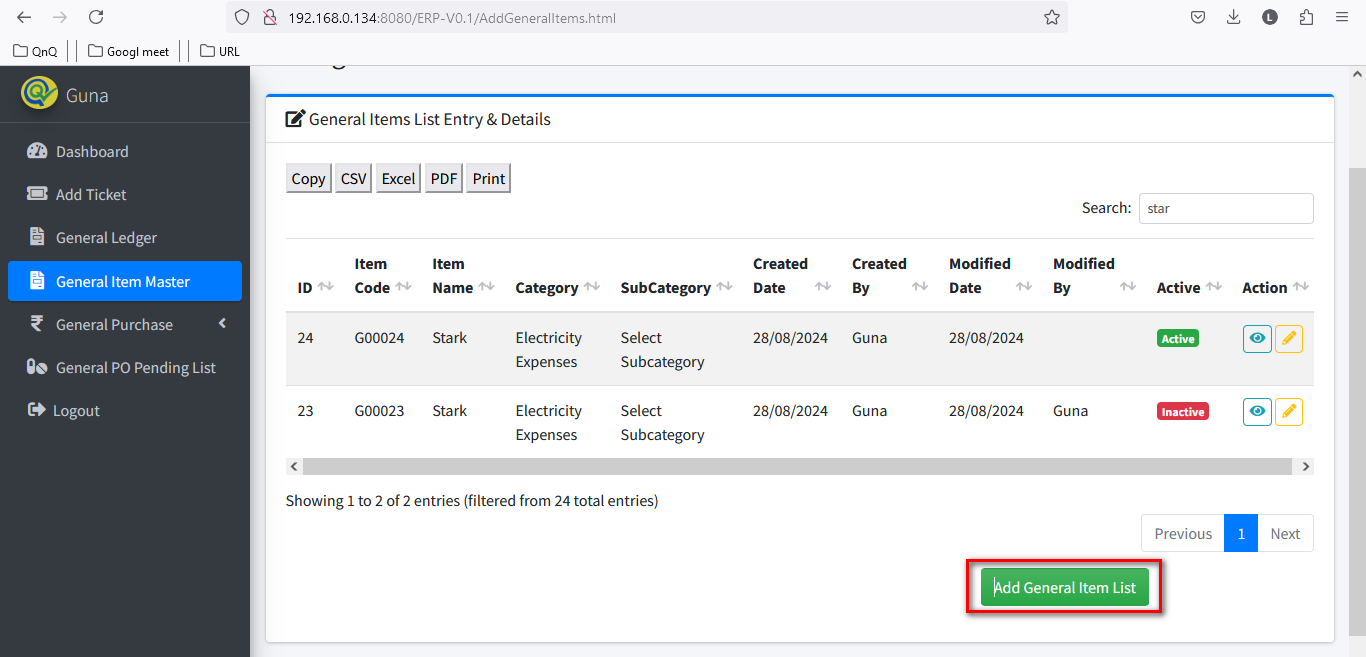 192.168.0.134:8080/ERP-V0.1/AddGeneralItems.html
L
QnQ
Googl meet
URL
Guna
Dashboard
Add Ticket
General Ledger
General Item Master
General Purchase
General PO Pending List
Logout
General Items List Entry & Details
Copy CSV Excel PDF Print
Search: star
ID Item Code Item Name Category SubCategory Created Date Created By Modified Date Modified By Active Action
24 G00024 Stark Electricity Expenses Select Subcategory 28/08/2024 Guna 28/08/2024 Active
23 G00023 Stark Electricity Expenses Select Subcategory 28/08/2024 Guna 28/08/2024 Guna Inactive
Showing 1 to 2 of 2 entries (filtered from 24 total entries)
Previous 1 Next
Add General Item List